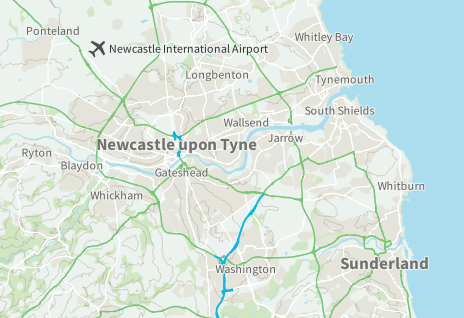 Ponteland
Newcastle International Airport
Whitley Bay
Longbenton
Tynemouth
South Shields
Wallsend
Jarrow
Newcastle upon Tyne
Ryton
Blaydon
Gateshead
Whickham
Whitburn
Washington
Sunderland